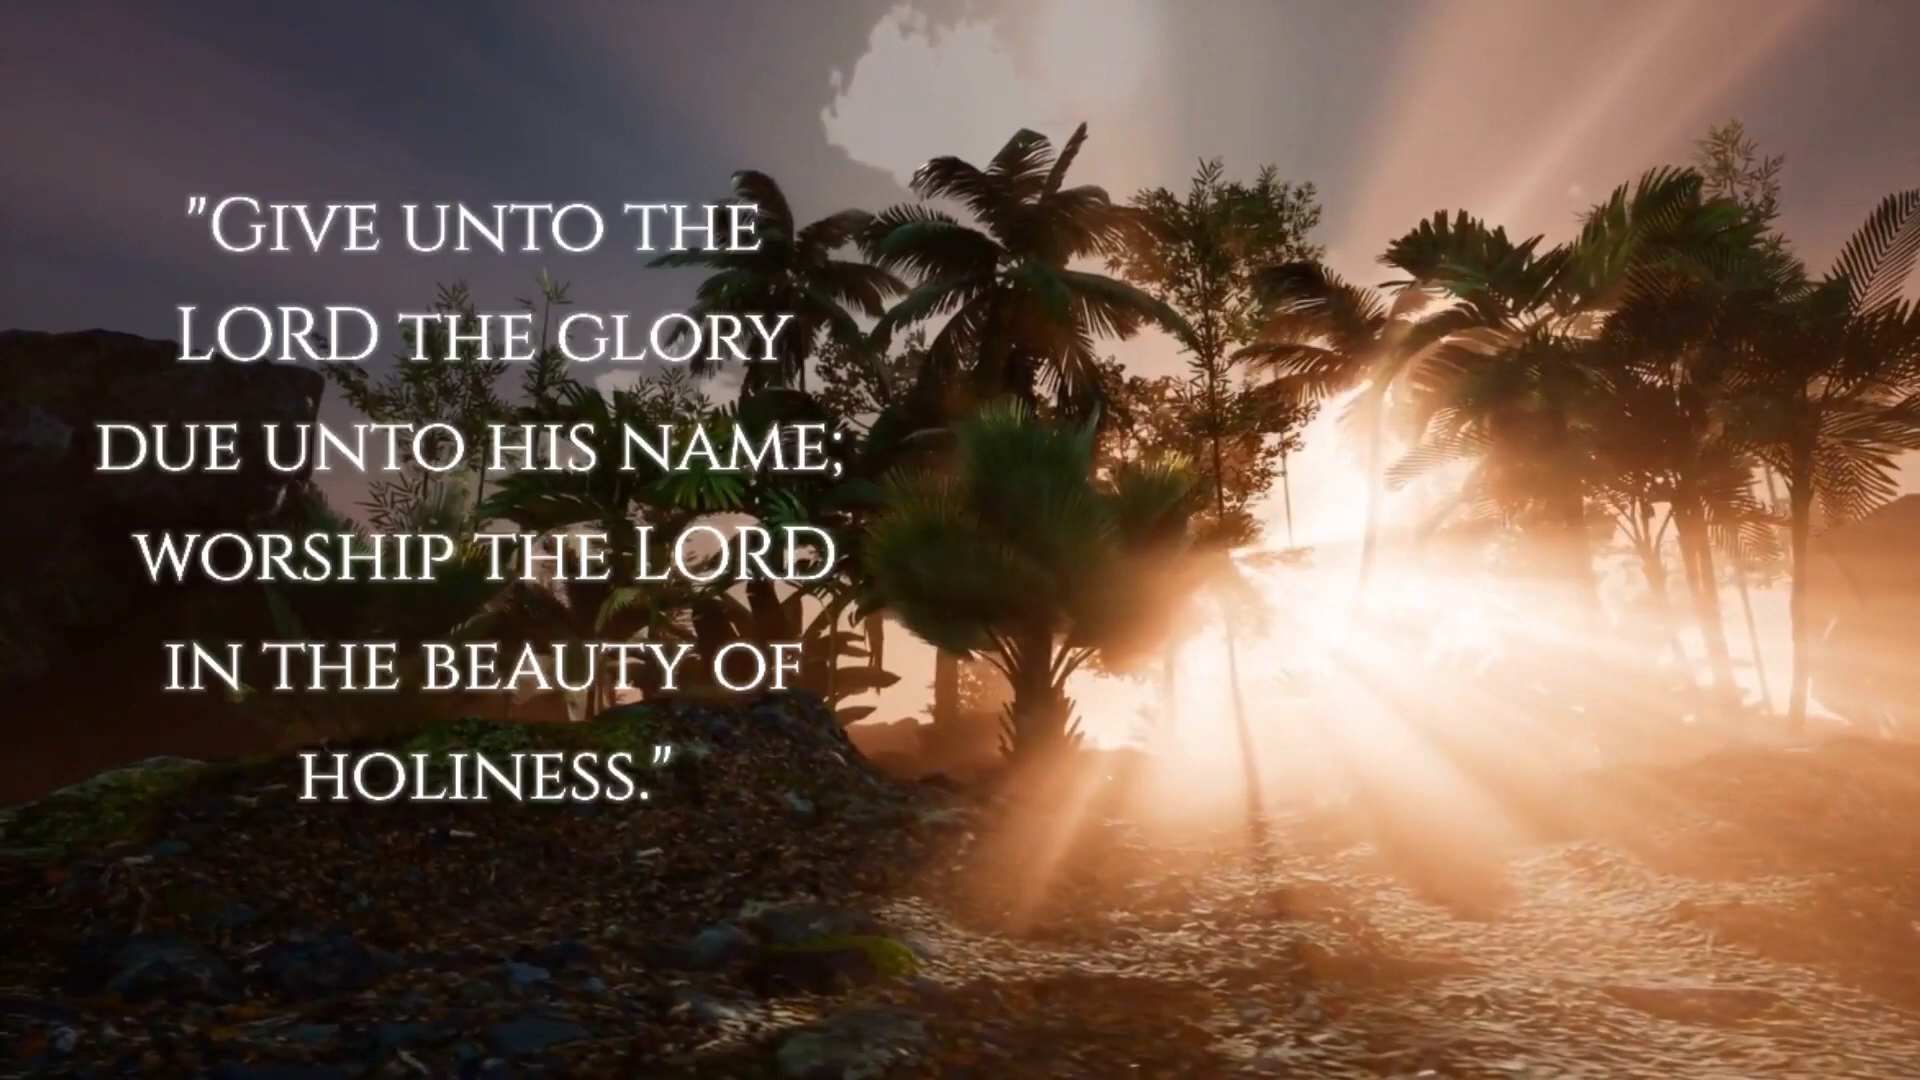 "Give unto the
LORD the glory
due unto his name;
worship the LORD
in the beauty of
holiness."